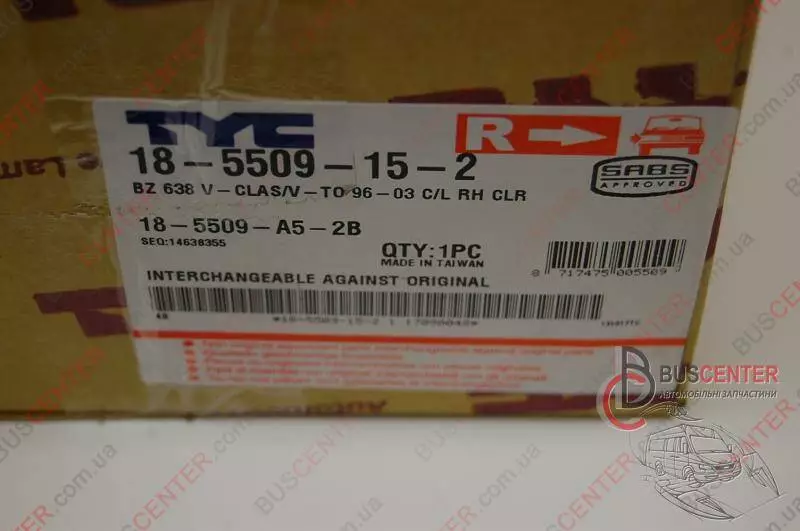 TYC
R
18-5509-15-2
BZ 638 V-CLAS/V-TO 96-03 C/L RH CLR
SABS
APPROVED
18-5509-A5-2B
SEQ:14638355
QTY:1PC
MADE IN TAIWAN
8 717475 005509
INTERCHANGEABLE AGAINST ORIGINAL
BUSCENTER
АВТОМОБІЛЬНІ ЗАПЧАСТИНИ
BUSCENTER.com.ua